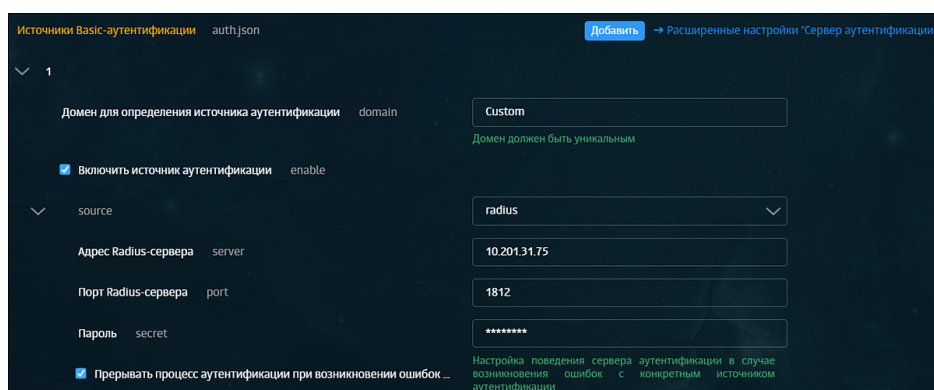 Источники Basic-аутентификации auth.json Добавить → Расширенные настройки "Сервер аутентификации
1
Домен для определения источника аутентификации domain Custom
Домен должен быть уникальным
Включить источник аутентификации enable
source radius
Адрес Radius-сервера server 10.201.31.75
Порт Radius-сервера port 1812
Пароль secret ********
Настройка поведения сервера аутентификации в случае
Прерывать процесс аутентификации при возникновении ошибок ... возникновения ошибок с конкретным источником
аутентификации